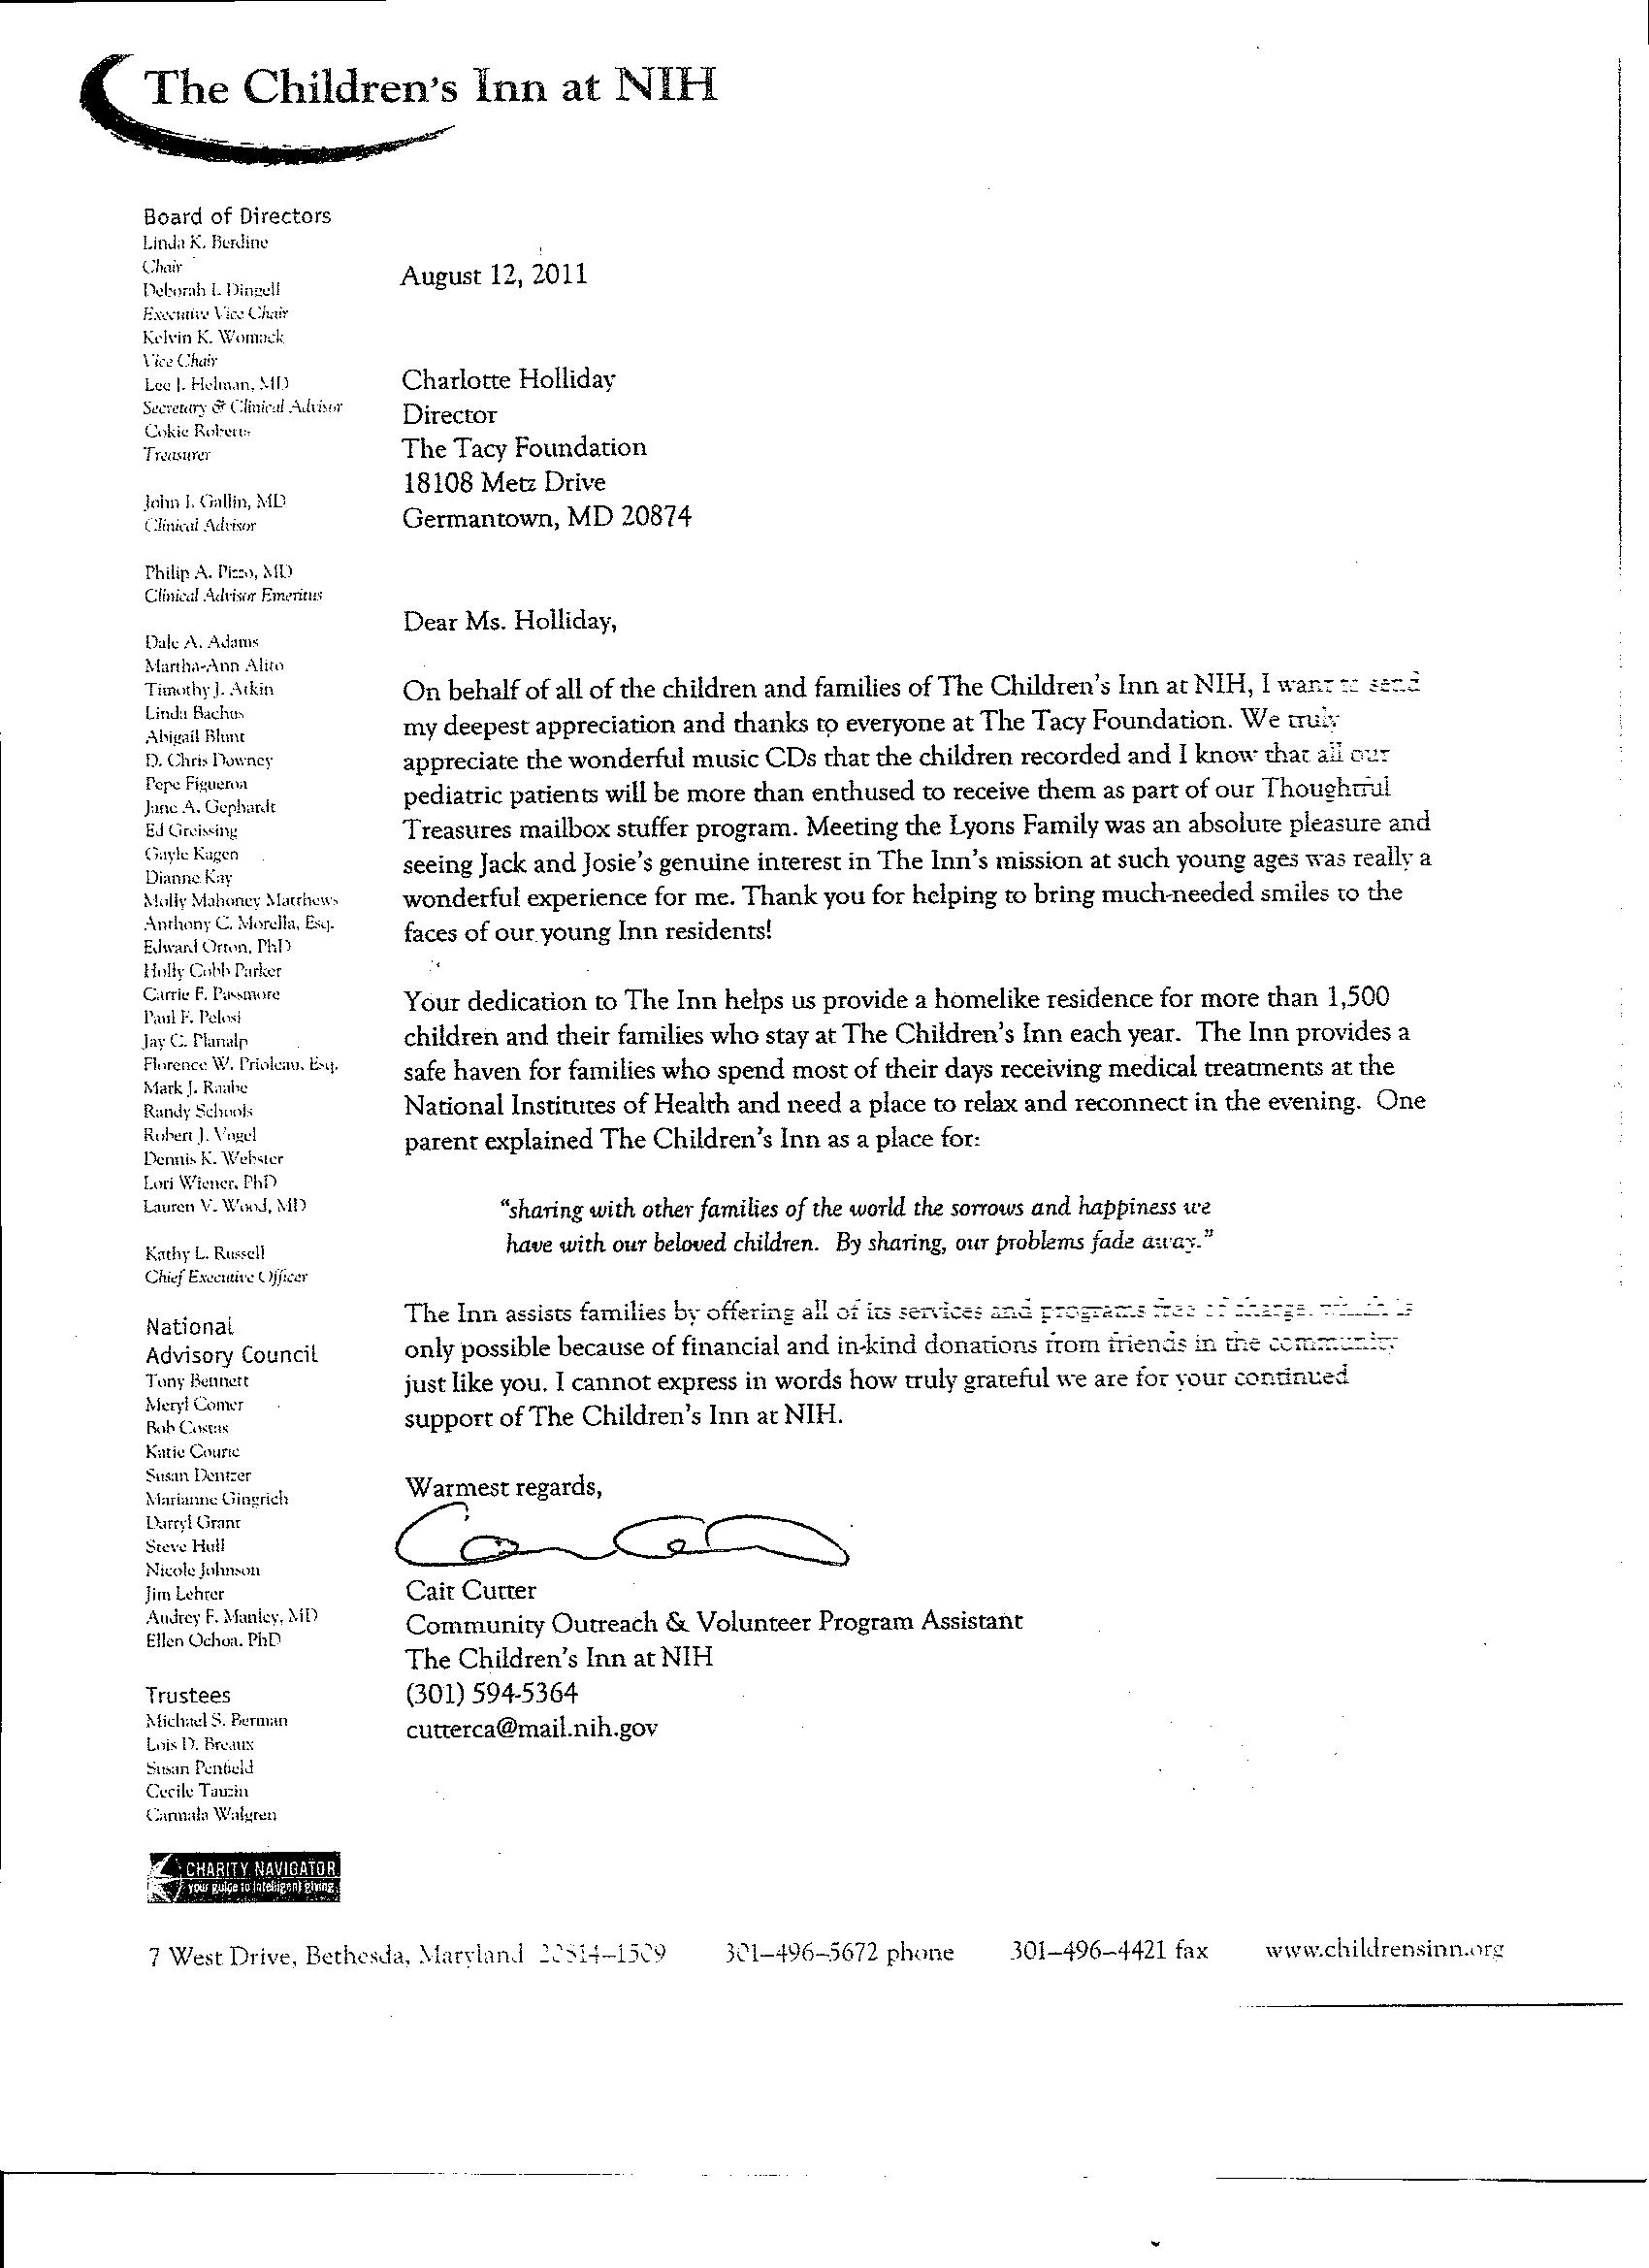 The Children's Inn at NIH
Board of Directors
Linda K. Berdine
Chair
Deborah I. Dingell
Executive Vice Chair
Kelvin K. Womack
Vice Chair
Lee J. Helman, MD
Secretary & Clinical Advisor
Cokie Roberts
Treasurer
John I. Gallin, MD
Clinical Advisor
Philip A. Pizzo, MD
Clinical Advisor Emeritus
Dale A. Adams
Martha-Ann Alito
Timothy J. Atkin
Linda Bachus
Abigail Blunt
D. Chris Downey
Pepe Figueroa
Jane A. Gephardt
Ed Greissing
Gayle Kagen
Dianne Kay
Molly Mahoney Matthews
Anthony C. Morella, Esq.
Edward Orton, PhD
Holly Cobb Parker
Carrie F. Passmore
Paul F. Pelosi
Jay C. Planalp
Florence W. Prioleau, Esq.
Mark J. Raabe
Randy Schools
Robert J. Vogel
Dennis K. Webster
Lori Wiener, PhD
Lauren V. Wood, MD
Kathy L. Russell
Chief Executive Officer
National
Advisory Council
Tony Bennett
Meryl Comer
Bob Costas
Katie Couric
Susan Dentzer
Marianne Gingrich
Darryl Grant
Steve Hull
Nicole Johnson
Jim Lehrer
Audrey F. Manley, MD
Ellen Ochoa, PhD
Trustees
Michael S. Berman
Lois D. Breaux
Susan Penfield
Cecile Tauzin
Carmala Walgren
CHARITY NAVIGATOR
your guide to intelligent giving
August 12, 2011
Charlotte Holliday
Director
The Tacy Foundation
18108 Metz Drive
Germantown, MD 20874
Dear Ms. Holliday,
On behalf of all of the children and families of The Children's Inn at NIH, I want to send
my deepest appreciation and thanks to everyone at The Tacy Foundation. We truly
appreciate the wonderful music CDs that the children recorded and I know that all our
pediatric patients will be more than enthused to receive them as part of our Thoughtful
Treasures mailbox stuffer program. Meeting the Lyons Family was an absolute pleasure and
seeing Jack and Josie's genuine interest in The Inn's mission at such young ages was really a
wonderful experience for me. Thank you for helping to bring much-needed smiles to the
faces of our young Inn residents!
Your dedication to The Inn helps us provide a homelike residence for more than 1,500
children and their families who stay at The Children's Inn each year. The Inn provides a
safe haven for families who spend most of their days receiving medical treatments at the
National Institutes of Health and need a place to relax and reconnect in the evening. One
parent explained The Children's Inn as a place for:
"sharing with other families of the world the sorrows and happiness we
have with our beloved children. By sharing, our problems fade away."
The Inn assists families by offering all of its services and programs free of charge, which is
only possible because of financial and in-kind donations from friends in the community
just like you. I cannot express in words how truly grateful we are for your continued
support of The Children's Inn at NIH.
Warmest regards,
Cait Cutter
Community Outreach & Volunteer Program Assistant
The Children's Inn at NIH
(301) 594-5364
cutterca@mail.nih.gov
7 West Drive, Bethesda, Maryland 20814–1509 301–496–5672 phone 301–496–4421 fax www.childrensinn.org